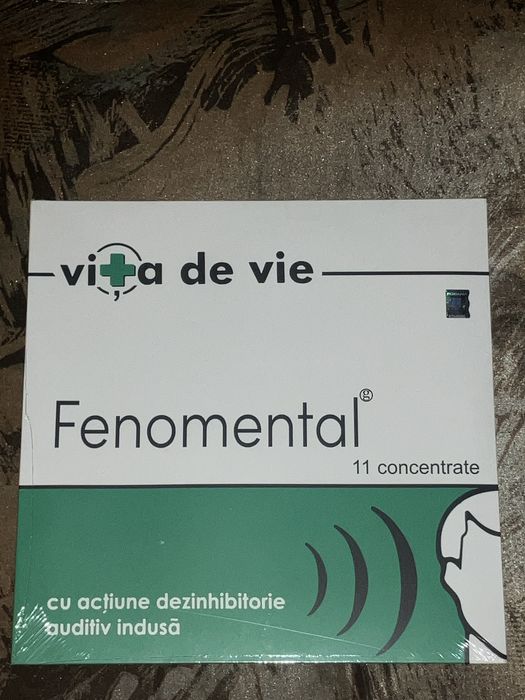 vița de vie
Fenomental
g
11 concentrate
cu acțiune dezinhibitorie
auditiv indusă